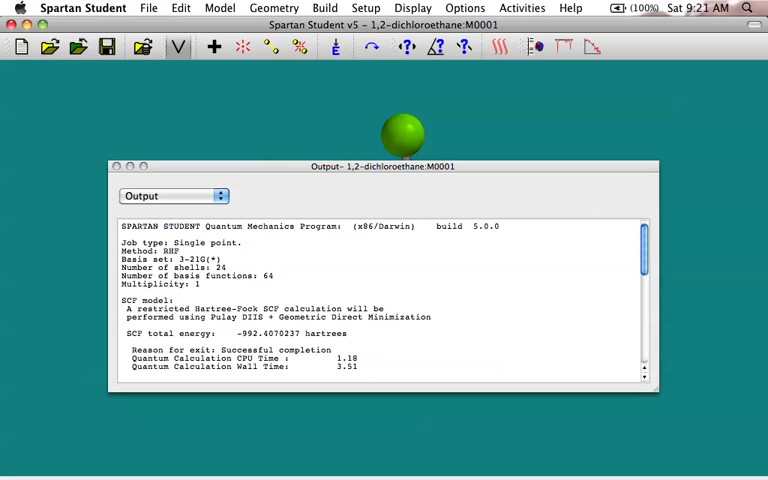 Spartan Student File Edit Model Geometry Build Setup Display Options Activities Help (100%) Sat 9:21 AM
Spartan Student v5 - 1,2-dichloroethane:M0001
Output- 1,2-dichloroethane:M0001
Output
SPARTAN STUDENT Quantum Mechanics Program: (x86/Darwin) build 5.0.0
Job type: Single point.
Method: RHF
Basis set: 3-21G(*)
Number of shells: 24
Number of basis functions: 64
Multiplicity: 1
SCF model:
A restricted Hartree-Fock SCF calculation will be
performed using Pulay DIIS + Geometric Direct Minimization
SCF total energy: -992.4070237 hartrees
Reason for exit: Successful completion
Quantum Calculation CPU Time : 1.18
Quantum Calculation Wall Time: 3.51